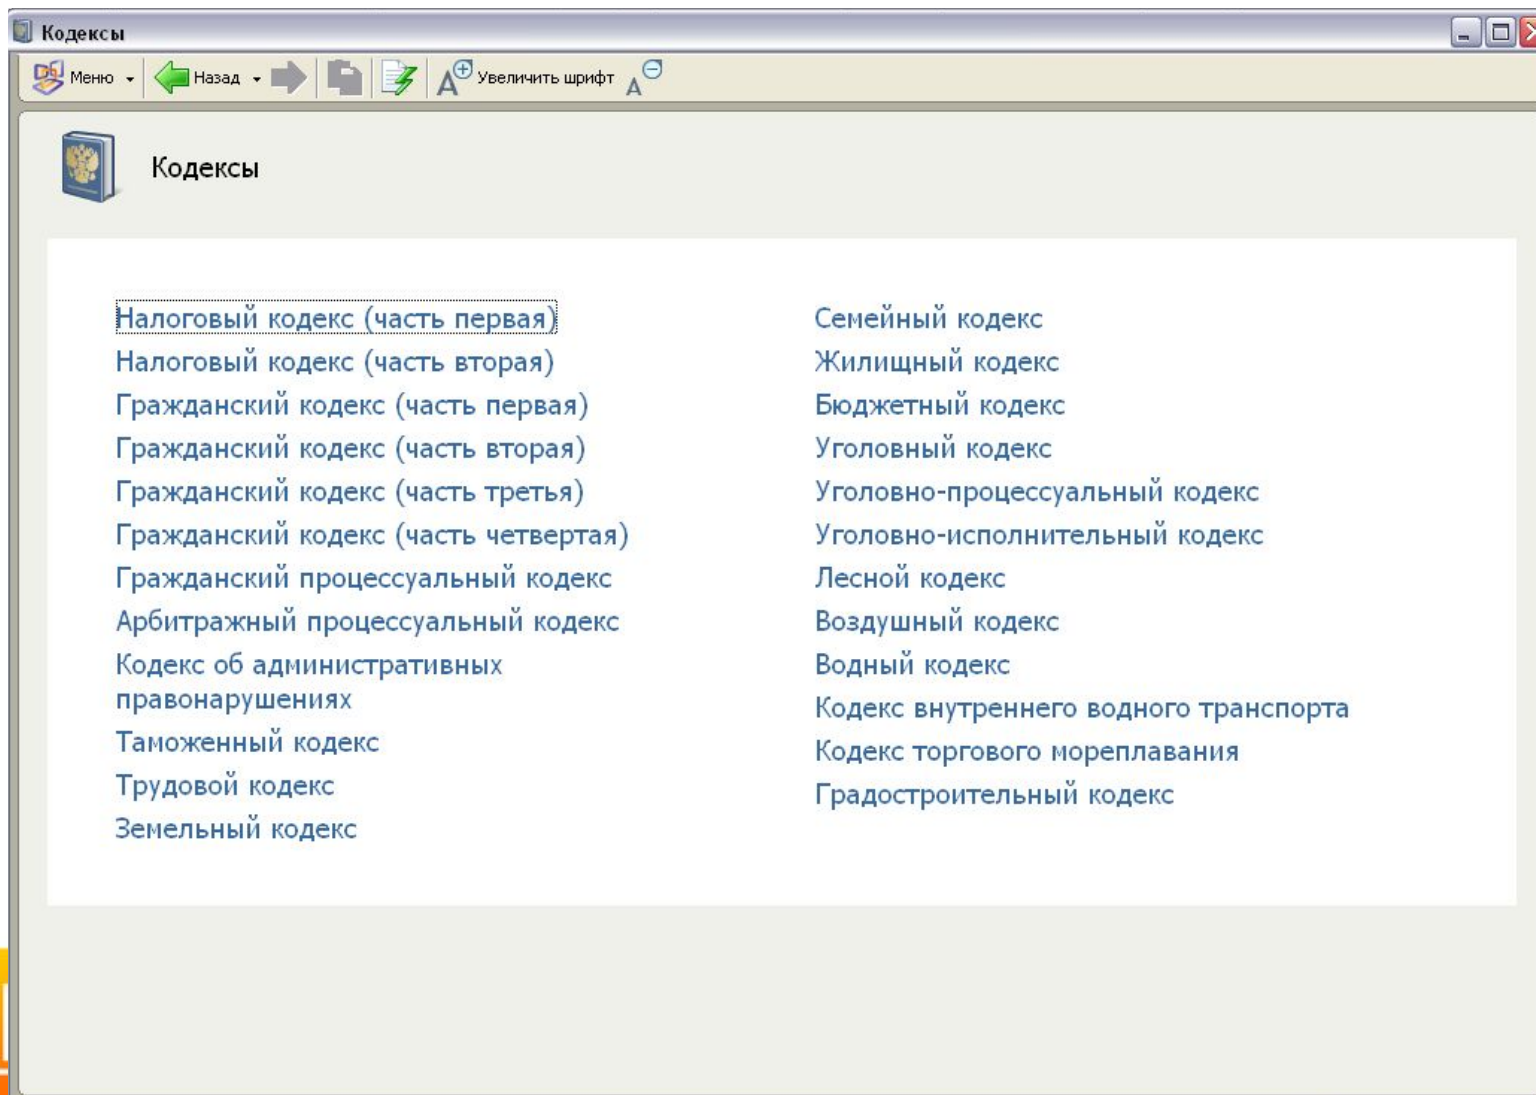 Кодексы
Меню
Назад
Увеличить шрифт
Кодексы
Налоговый кодекс (часть первая)
Налоговый кодекс (часть вторая)
Гражданский кодекс (часть первая)
Гражданский кодекс (часть вторая)
Гражданский кодекс (часть третья)
Гражданский кодекс (часть четвертая)
Гражданский процессуальный кодекс
Арбитражный процессуальный кодекс
Кодекс об административных
правонарушениях
Таможенный кодекс
Трудовой кодекс
Земельный кодекс
Семейный кодекс
Жилищный кодекс
Бюджетный кодекс
Уголовный кодекс
Уголовно-процессуальный кодекс
Уголовно-исполнительный кодекс
Лесной кодекс
Воздушный кодекс
Водный кодекс
Кодекс внутреннего водного транспорта
Кодекс торгового мореплавания
Градостроительный кодекс